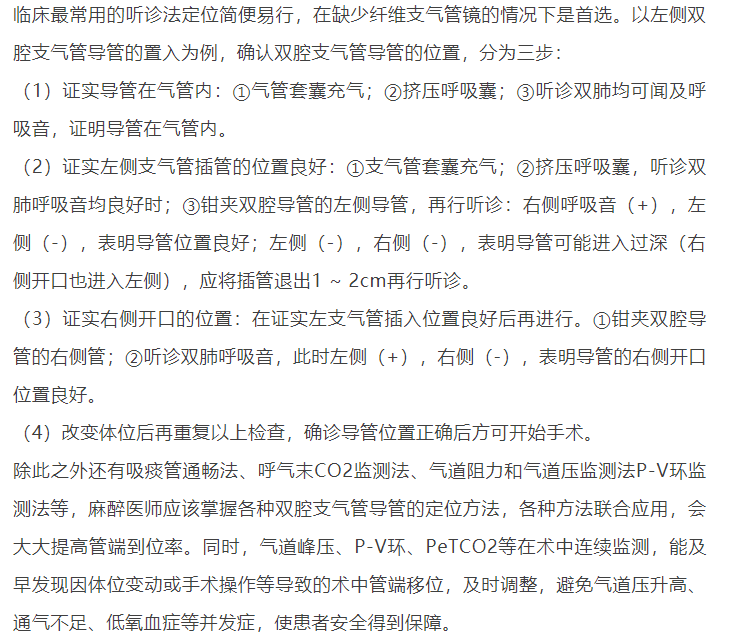 临床最常用的听诊法定位简便易行，在缺少纤维支气管镜的情况下是首选。以左侧双
腔支气管导管的置入为例，确认双腔支气管导管的位置，分为三步：
（1）证实导管在气管内：①气管套囊充气；②挤压呼吸囊；③听诊双肺均可闻及呼
吸音，证明导管在气管内。
（2）证实左侧支气管插管的位置良好：①支气管套囊充气；②挤压呼吸囊，听诊双
肺呼吸音均良好时；③钳夹双腔导管的左侧导管，再行听诊：右侧呼吸音（+），左
侧（-），表明导管位置良好；左侧（-），右侧（-），表明导管可能进入过深（右
侧开口也进入左侧），应将插管退出1 ~ 2cm再行听诊。
（3）证实右侧开口的位置：在证实左支气管插入位置良好后再进行。①钳夹双腔导
管的右侧管；②听诊双肺呼吸音，此时左侧（+），右侧（-），表明导管的右侧开口
位置良好。
（4）改变体位后再重复以上检查，确诊导管位置正确后方可开始手术。
除此之外还有吸痰管通畅法、呼气末CO2监测法、气道阻力和气道压监测法P-V环监
测法等，麻醉医师应该掌握各种双腔支气管导管的定位方法，各种方法联合应用，会
大大提高管端到位率。同时，气道峰压、P-V环、PeTCO2等在术中连续监测，能及
早发现因体位变动或手术操作等导致的术中管端移位，及时调整，避免气道压升高、
通气不足、低氧血症等并发症，使患者安全得到保障。